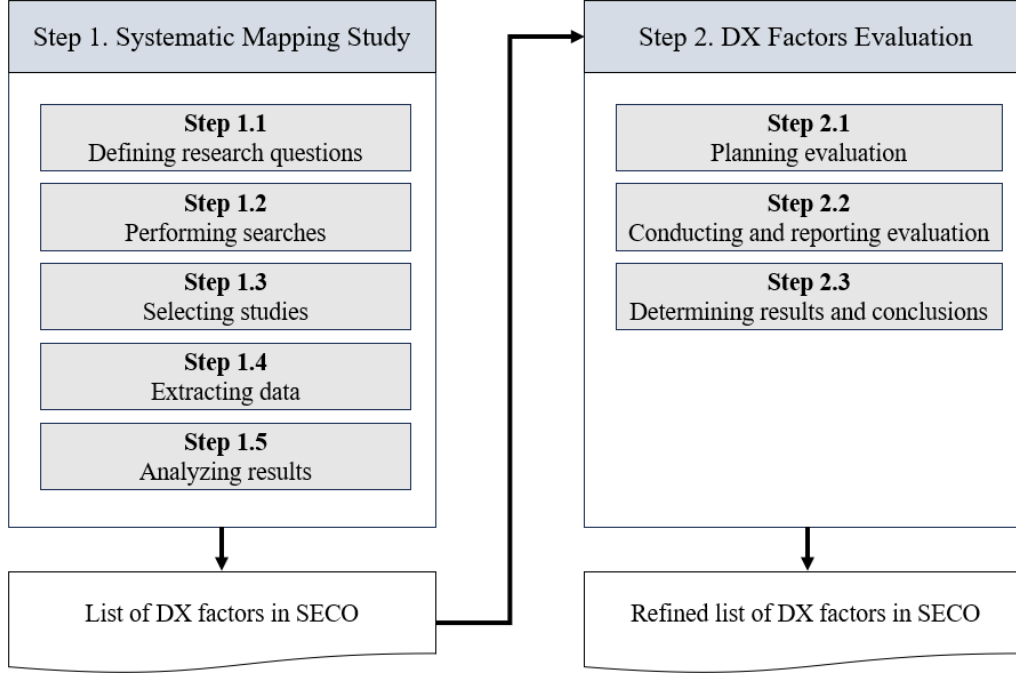 Step 1. Systematic Mapping Study
Step 1.1
Defining research questions
Step 1.2
Performing searches
Step 1.3
Selecting studies
Step 1.4
Extracting data
Step 1.5
Analyzing results
List of DX factors in SECO
Step 2. DX Factors Evaluation
Step 2.1
Planning evaluation
Step 2.2
Conducting and reporting evaluation
Step 2.3
Determining results and conclusions
Refined list of DX factors in SECO